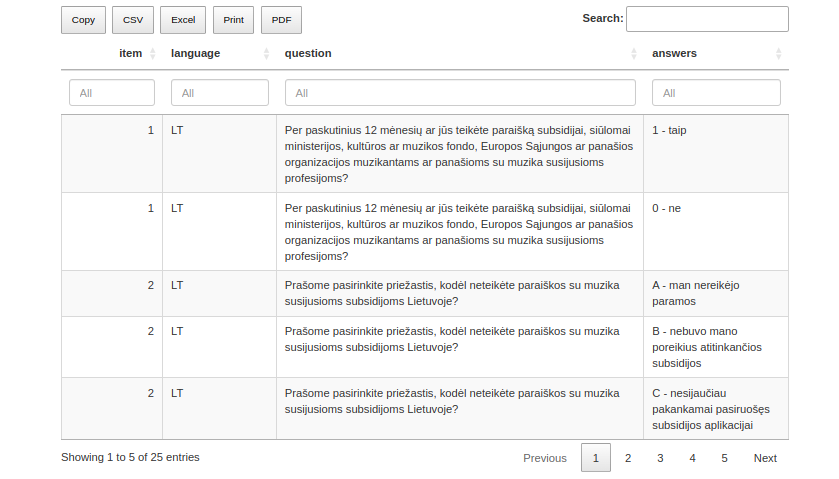 Copy CSV Excel Print PDF Search:
item language question answers
All All All All
1 LT Per paskutinius 12 mėnesių ar jūs teikėte paraišką subsidijai, siūlomai 1 - taip
ministerijos, kultūros ar muzikos fondo, Europos Sąjungos ar panašios
organizacijos muzikantams ar panašioms su muzika susijusioms
profesijoms?
1 LT Per paskutinius 12 mėnesių ar jūs teikėte paraišką subsidijai, siūlomai 0 - ne
ministerijos, kultūros ar muzikos fondo, Europos Sąjungos ar panašios
organizacijos muzikantams ar panašioms su muzika susijusioms
profesijoms?
2 LT Prašome pasirinkite priežastis, kodėl neteikėte paraiškos su muzika A - man nereikėjo
susijusioms subsidijoms Lietuvoje? paramos
2 LT Prašome pasirinkite priežastis, kodėl neteikėte paraiškos su muzika B - nebuvo mano
susijusioms subsidijoms Lietuvoje? poreikius atitinkančios
subsidijos
2 LT Prašome pasirinkite priežastis, kodėl neteikėte paraiškos su muzika C - nesijaučiau
susijusioms subsidijoms Lietuvoje? pakankamai pasiruošęs
subsidijos aplikacijai
Showing 1 to 5 of 25 entries Previous 1 2 3 4 5 Next